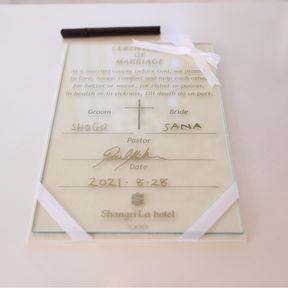 CERTIFICATE
OF
MARRIAGE
As a married couple before God, we promise
to love, honor, comfort and help each other,
for better or worse, for richer or poorer,
in health or in sickness, till death do us part.
Groom Bride
SHOGO SANA
Pastor
Date
2021・8・28
Shangri-La hotel
TOKYO